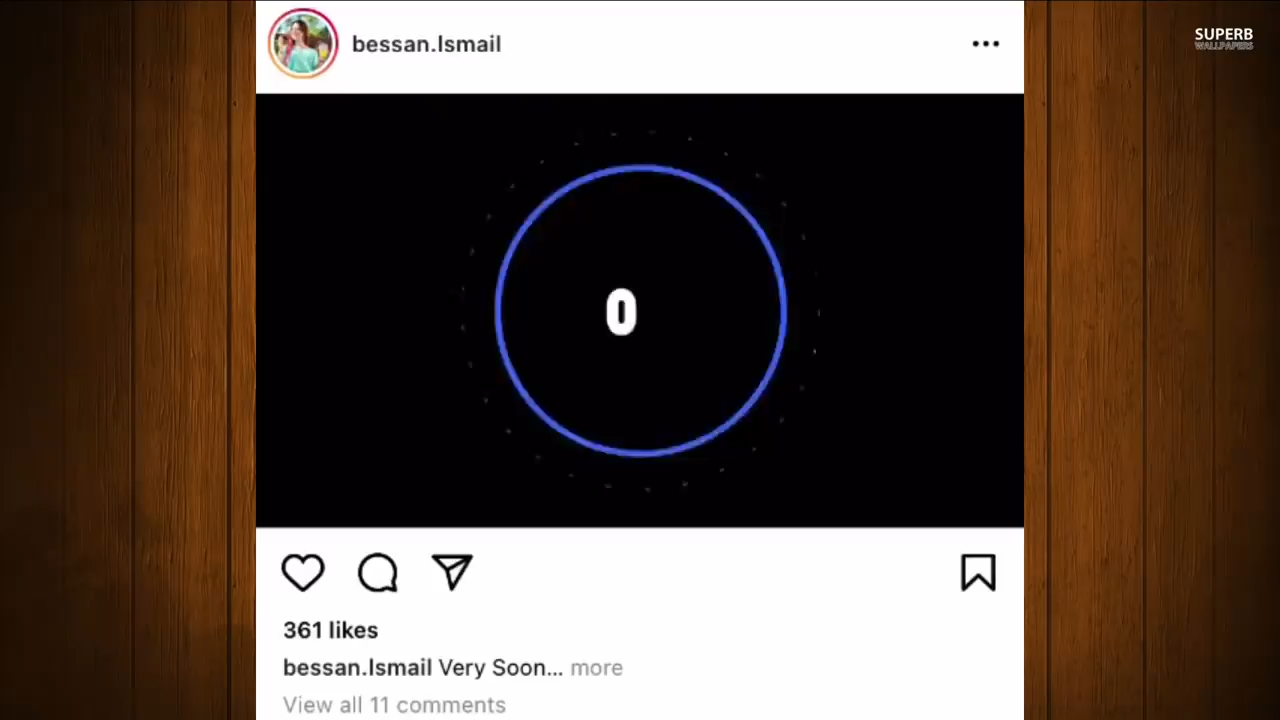 bessan.Ismail
SUPERB
WALLPAPERS
0
361 likes
bessan.Ismail Very Soon... more
View all 11 comments